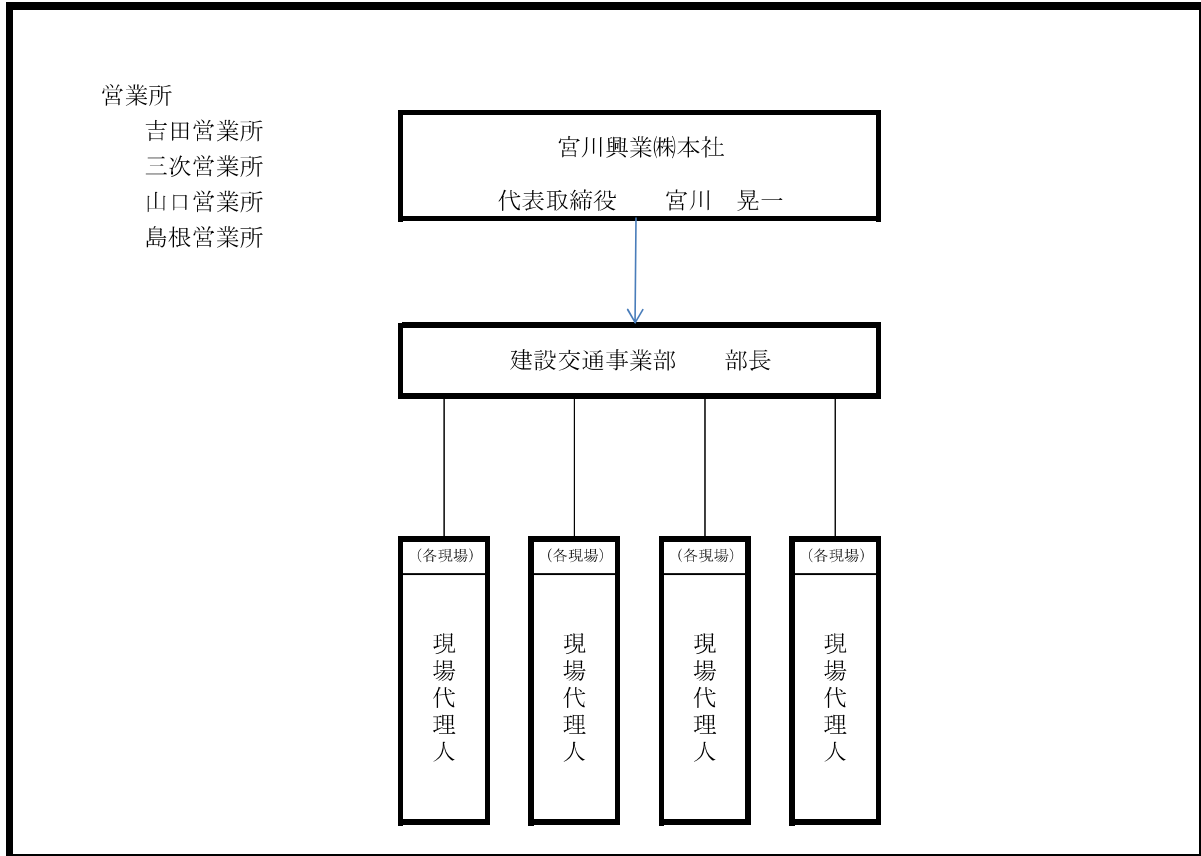 営業所
吉田営業所
三次営業所
山口営業所
島根営業所
宮川興業㈱本社
代表取締役　　宮川　晃一
建設交通事業部　　部長
（各現場）
現場代理人
（各現場）
現場代理人
（各現場）
現場代理人
（各現場）
現場代理人